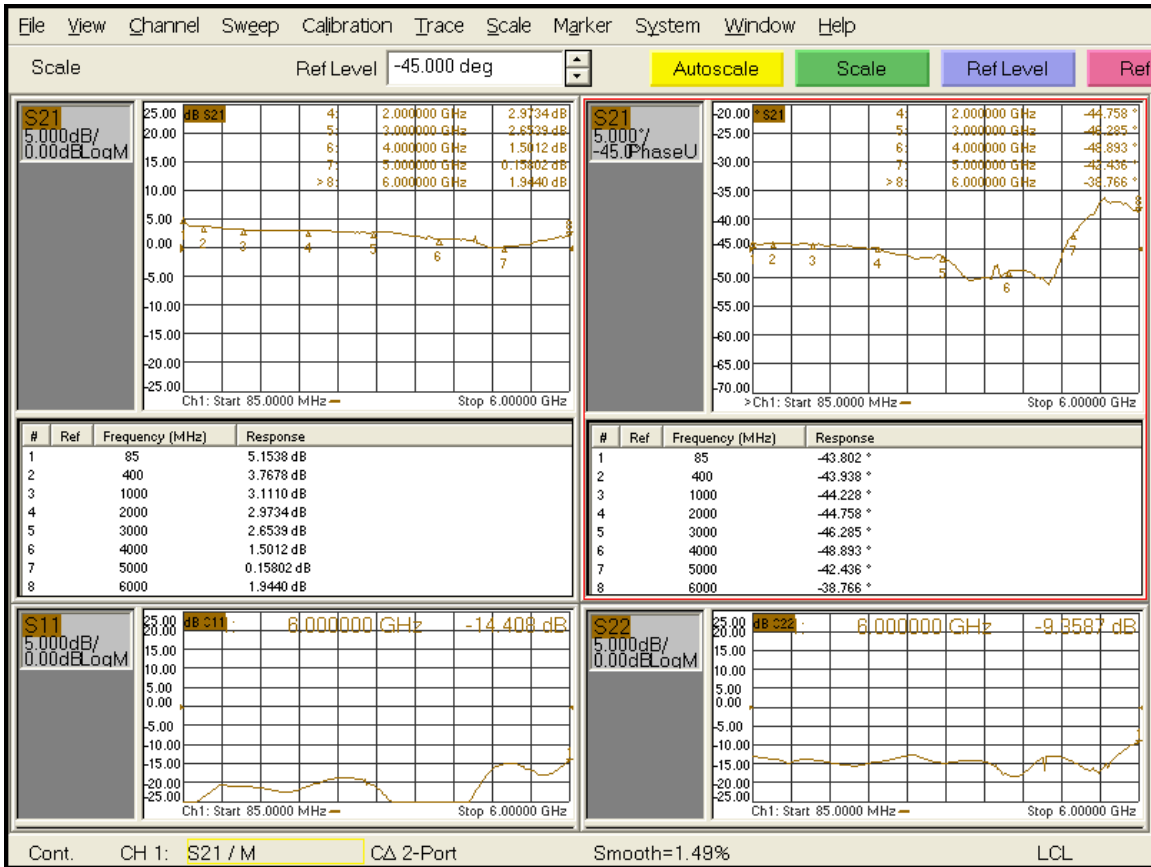 File View Channel Sweep Calibration Trace Scale Marker System Window Help
Scale Ref Level -45.000 deg Autoscale Scale Ref Level Ref
S21
5.000dB/
0.00dB LogM
dB S21
25.00
20.00
15.00
10.00
5.00
0.00
-5.00
-10.00
-15.00
-20.00
-25.00
4: 2.000000 GHz 2.9734 dB
5: 3.000000 GHz 2.6539 dB
6: 4.000000 GHz 1.5012 dB
7: 5.000000 GHz 0.15802 dB
>8: 6.000000 GHz 1.9440 dB
2 3 4 5 6 7
Ch1: Start 85.0000 MHz Stop 6.00000 GHz
S21
5.000°/
-45.0 PhaseU
° S21
-20.00
-25.00
-30.00
-35.00
-40.00
-45.00
-50.00
-55.00
-60.00
-65.00
-70.00
4: 2.000000 GHz -44.758 °
5: 3.000000 GHz -46.285 °
6: 4.000000 GHz -48.893 °
7: 5.000000 GHz -42.436 °
>8: 6.000000 GHz -38.766 °
2 3 4 5 6 7
>Ch1: Start 85.0000 MHz Stop 6.00000 GHz
# Ref Frequency (MHz) Response
1 85 5.1538 dB
2 400 3.7678 dB
3 1000 3.1110 dB
4 2000 2.9734 dB
5 3000 2.6539 dB
6 4000 1.5012 dB
7 5000 0.15802 dB
8 6000 1.9440 dB
# Ref Frequency (MHz) Response
1 85 -43.802 °
2 400 -43.938 °
3 1000 -44.228 °
4 2000 -44.758 °
5 3000 -46.285 °
6 4000 -48.893 °
7 5000 -42.436 °
8 6000 -38.766 °
S11
5.000dB/
0.00dB LogM
dB S11 : 6.000000 GHz -14.408 dB
25.00
20.00
15.00
10.00
5.00
0.00
-5.00
-10.00
-15.00
-20.00
-25.00
Ch1: Start 85.0000 MHz Stop 6.00000 GHz
S22
5.000dB/
0.00dB LogM
dB S22 : 6.000000 GHz -9.3587 dB
25.00
20.00
15.00
10.00
5.00
0.00
-5.00
-10.00
-15.00
-20.00
-25.00
Ch1: Start 85.0000 MHz Stop 6.00000 GHz
Cont. CH 1: S21 / M CΔ 2-Port Smooth=1.49% LCL